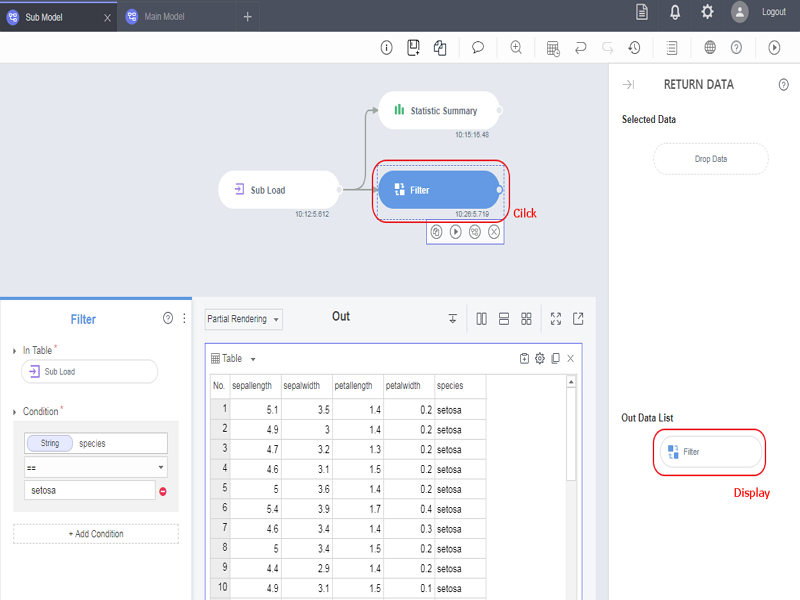 Sub Model
Main Model
Logout
RETURN DATA
Selected Data
Drop Data
Statistic Summary
10:15:16.48
Sub Load
10:12:5.612
Filter
10:26:5.719
Cilck
Filter
In Table *
Sub Load
Condition *
String species
==
setosa
+ Add Condition
Partial Rendering
Out
Table
No. sepallength sepalwidth petallength petalwidth species
1 5.1 3.5 1.4 0.2 setosa
2 4.9 3 1.4 0.2 setosa
3 4.7 3.2 1.3 0.2 setosa
4 4.6 3.1 1.5 0.2 setosa
5 5 3.6 1.4 0.2 setosa
6 5.4 3.9 1.7 0.4 setosa
7 4.6 3.4 1.4 0.3 setosa
8 5 3.4 1.5 0.2 setosa
9 4.4 2.9 1.4 0.2 setosa
10 4.9 3.1 1.5 0.1 setosa
Out Data List
Filter
Display